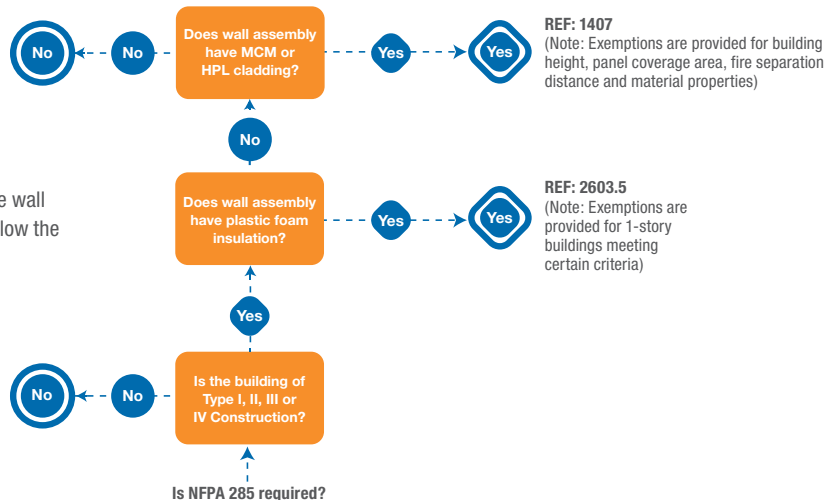 No
No
Does wall assembly
have MCM or
HPL cladding?
Yes
Yes
REF: 1407
(Note: Exemptions are provided for building
height, panel coverage area, fire separation
distance and material properties)
No
e wall
low the
Does wall assembly
have plastic foam
insulation?
Yes
Yes
REF: 2603.5
(Note: Exemptions are
provided for 1-story
buildings meeting
certain criteria)
Yes
No
No
Is the building of
Type I, II, III or
IV Construction?
Is NFPA 285 required?